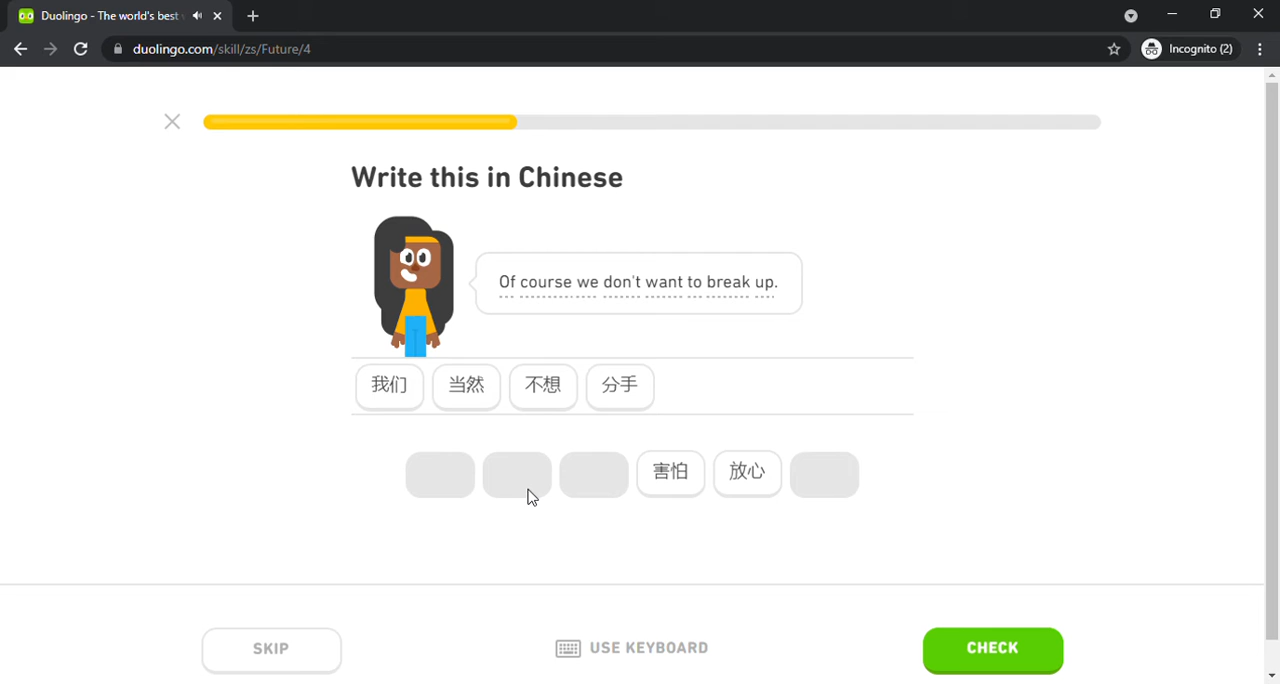 Duolingo - The world's best
duolingo.com/skill/zs/Future/4
Incognito (2)
Write this in Chinese
Of course we don't want to break up.
我们 当然 不想 分手
害怕 放心
SKIP
USE KEYBOARD
CHECK